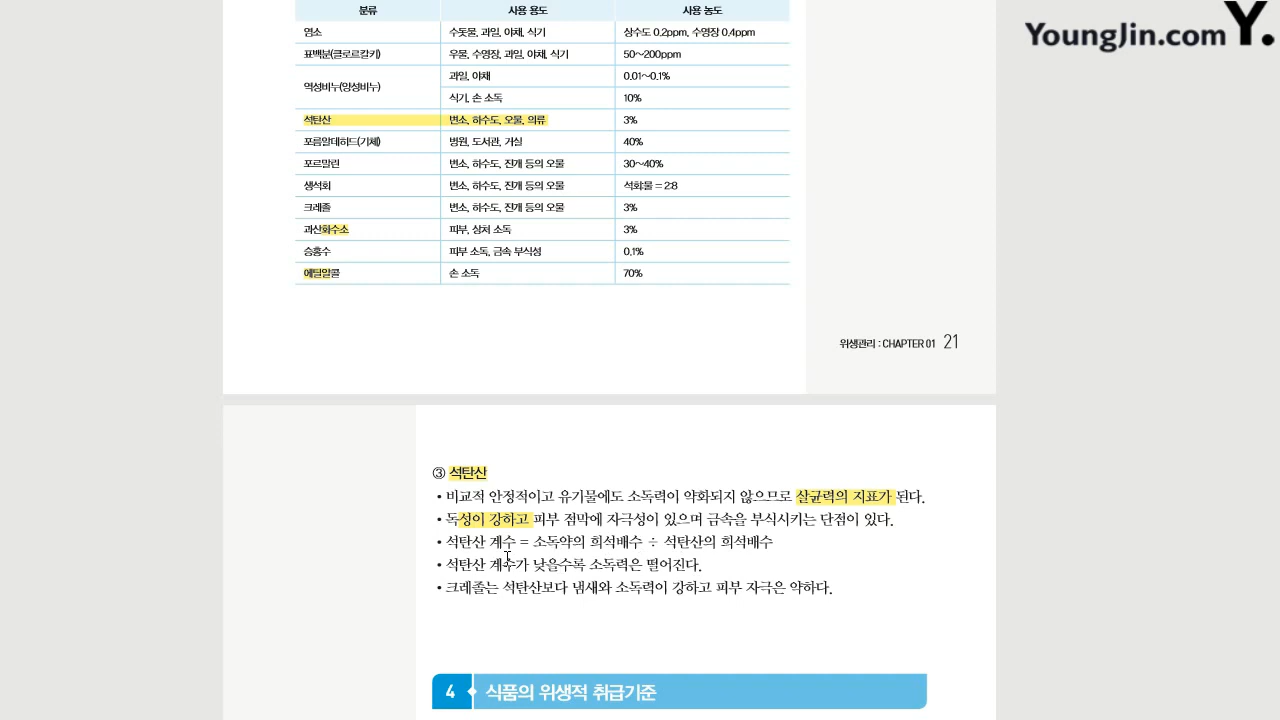 YoungJin.com Y.
분류 사용 용도 사용 농도
염소 수돗물, 과일, 야채, 식기 상수도 0.2ppm, 수영장 0.4ppm
표백분(클로르칼키) 우물, 수영장, 과일, 야채, 식기 50~200ppm
역성비누(양성비누) 과일, 야채 0.01~0.1%
식기, 손 소독 10%
석탄산 변소, 하수도, 오물, 의류 3%
포름알데히드(기체) 병원, 도서관, 거실 40%
포르말린 변소, 하수도, 진개 등의 오물 30~40%
생석회 변소, 하수도, 진개 등의 오물 석회:물 = 2:8
크레졸 변소, 하수도, 진개 등의 오물 3%
과산화수소 피부, 상처 소독 3%
승홍수 피부 소독, 금속 부식성 0.1%
에틸알콜 손 소독 70%
위생관리 : CHAPTER 01 21
③ 석탄산
• 비교적 안정적이고 유기물에도 소독력이 약화되지 않으므로 살균력의 지표가 된다.
• 독성이 강하고 피부 점막에 자극성이 있으며 금속을 부식시키는 단점이 있다.
• 석탄산 계수 = 소독약의 희석배수 ÷ 석탄산의 희석배수
• 석탄산 계수가 낮을수록 소독력은 떨어진다.
• 크레졸는 석탄산보다 냄새와 소독력이 강하고 피부 자극은 약하다.
4 식품의 위생적 취급기준